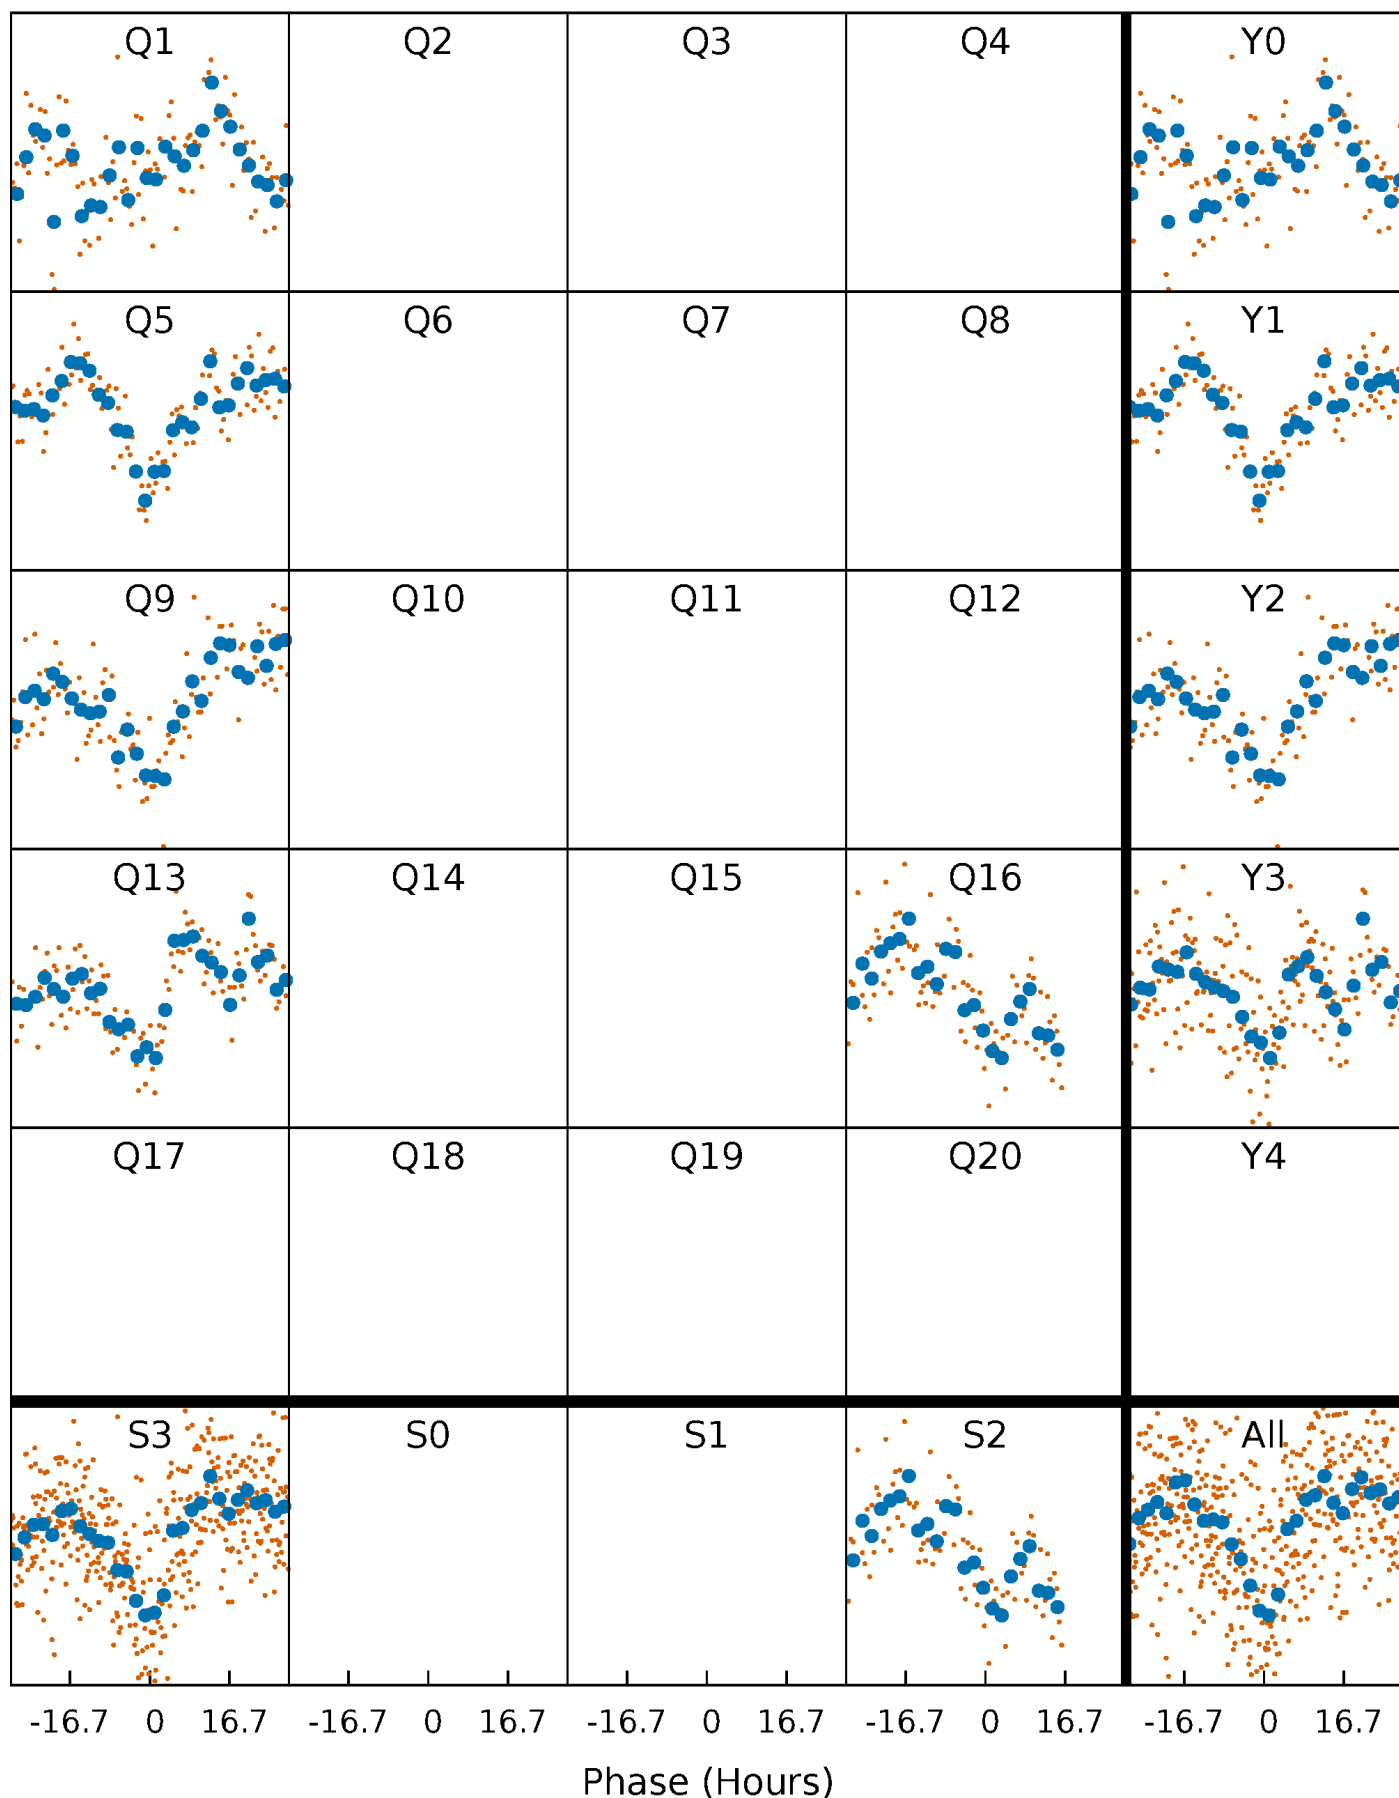 Q1 Q2 Q3 Q4 Y0
Q5 Q6 Q7 Q8 Y1
Q9 Q10 Q11 Q12 Y2
Q13 Q14 Q15 Q16 Y3
Q17 Q18 Q19 Q20 Y4
S3 S0 S1 S2 All
-16.7 0 16.7 -16.7 0 16.7 -16.7 0 16.7 -16.7 0 16.7 -16.7 0 16.7
Phase (Hours)